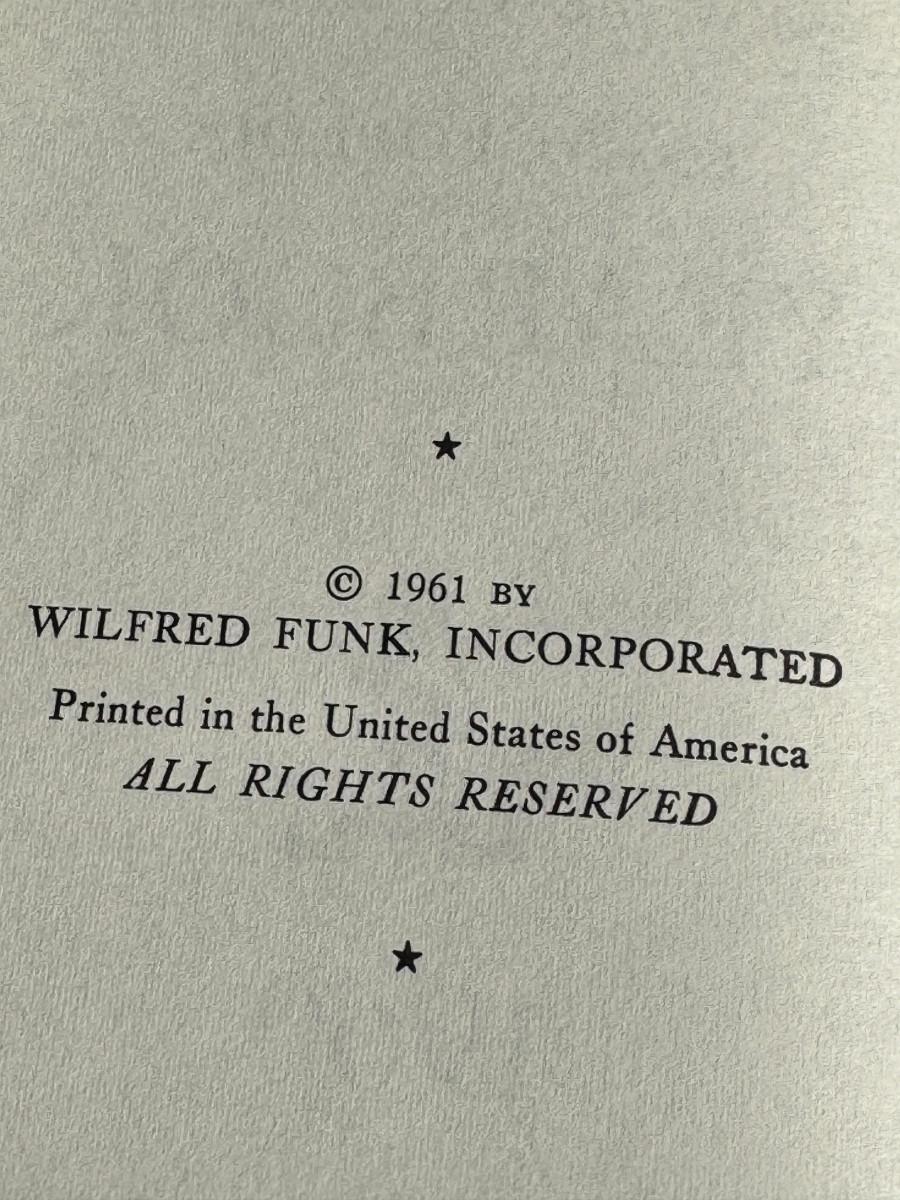 ★
© 1961 BY
WILFRED FUNK, INCORPORATED
Printed in the United States of America
ALL RIGHTS RESERVED
★